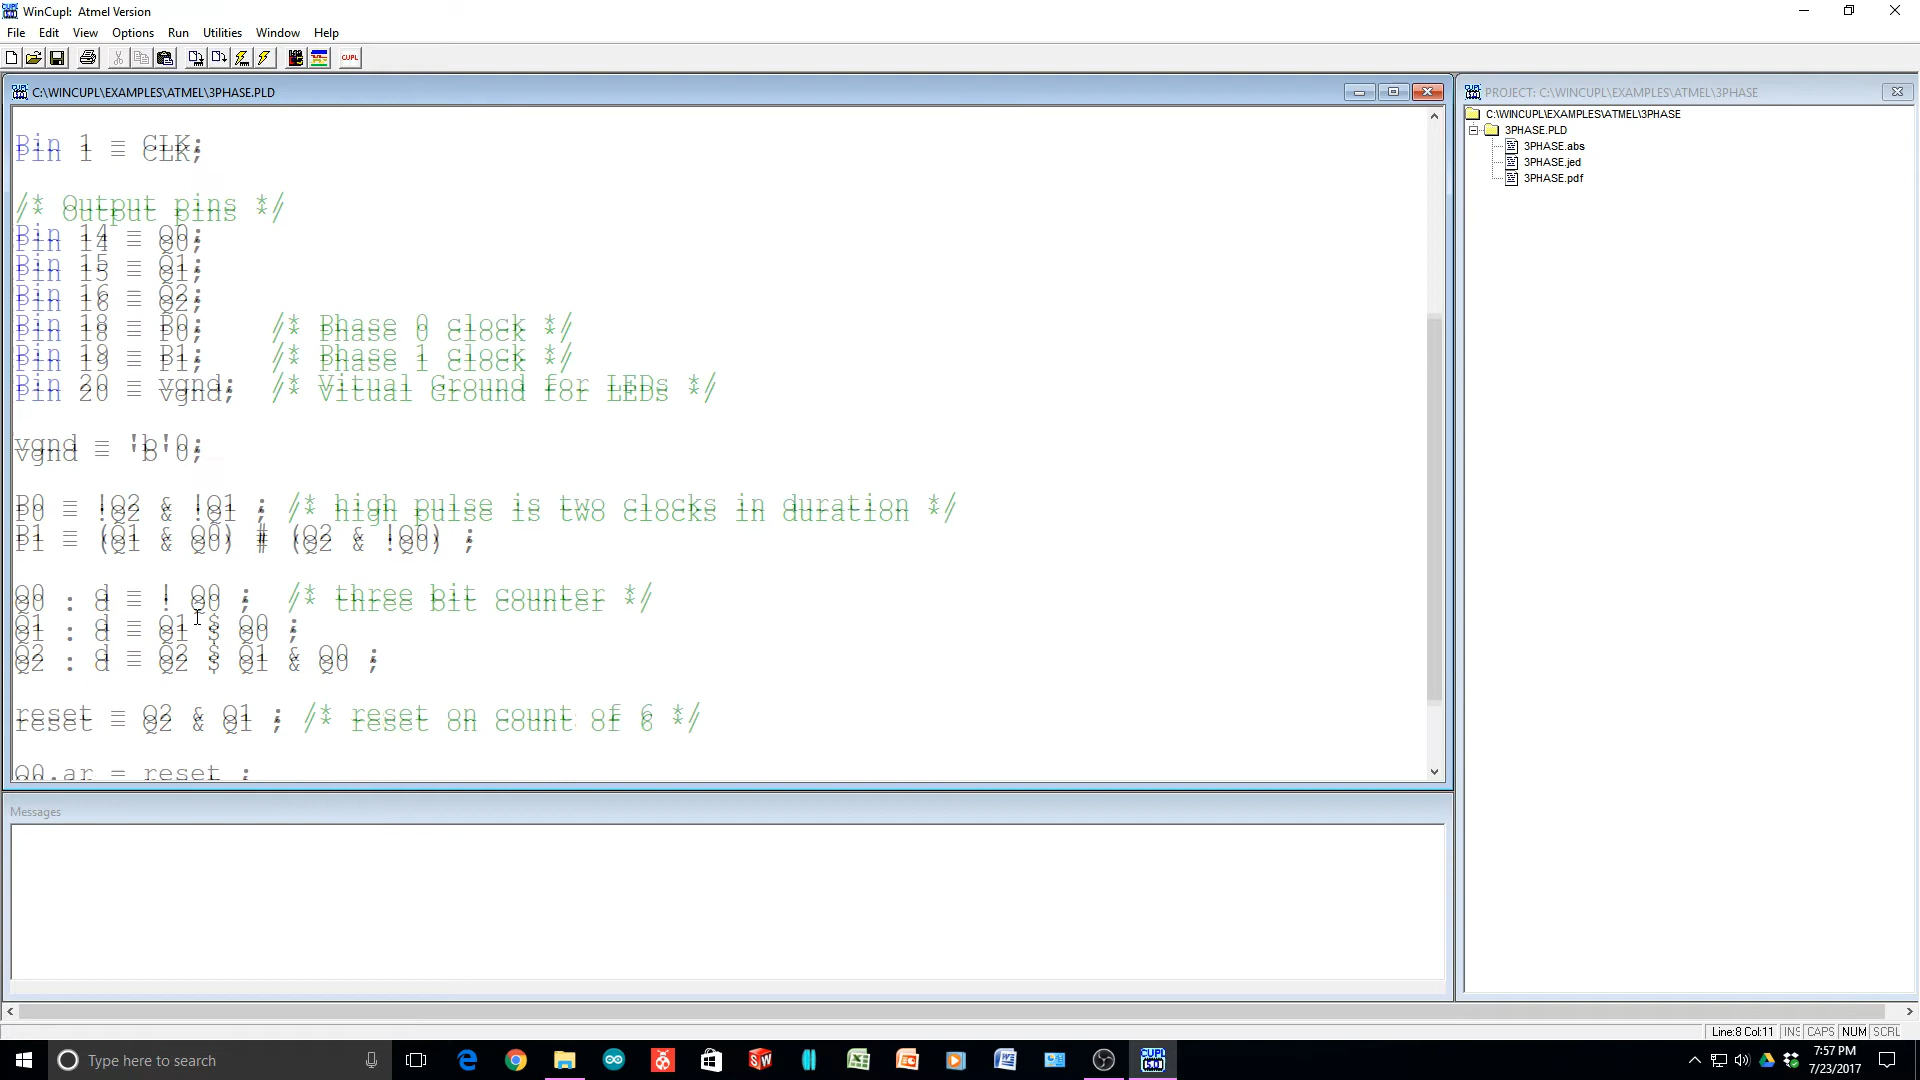 WinCupl: Atmel Version
File Edit View Options Run Utilities Window Help
CUPL
C:\WINCUPL\EXAMPLES\ATMEL\3PHASE.PLD
Pin 1 = CLK;
/* Output pins */
Pin 14 = Q0;
Pin 15 = Q1;
Pin 16 = Q2;
Pin 18 = P0; /* Phase 0 clock */
Pin 19 = P1; /* Phase 1 clock */
Pin 20 = vgnd; /* Vitual Ground for LEDs */
vgnd = 'b'0;
P0 = !Q2 & !Q1 ; /* high pulse is two clocks in duration */
P1 = (Q1 & Q0) # (Q2 & !Q0) ;
Q0 . d = ! Q0 ; /* three bit counter */
Q1 . d = Q1 $ Q0 ;
Q2 . d = Q2 $ Q1 & Q0 ;
reset = Q2 & Q1 ; /* reset on count of 6 */
Q0.ar = reset ;
PROJECT: C:\WINCUPL\EXAMPLES\ATMEL\3PHASE
C:\WINCUPL\EXAMPLES\ATMEL\3PHASE
3PHASE.PLD
3PHASE.abs
3PHASE.jed
3PHASE.pdf
Messages
Line:8 Col:11 INS CAPS NUM SCRL
Type here to search
7:57 PM
7/23/2017